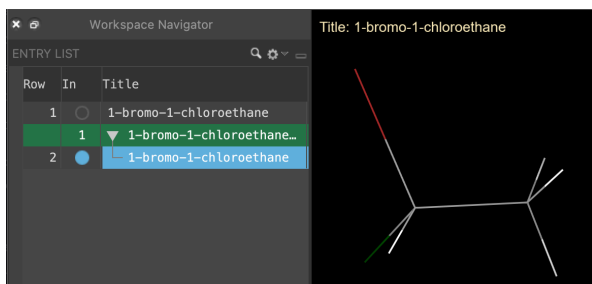 Workspace Navigator
ENTRY LIST
Row In Title
1 1-bromo-1-chloroethane
1 1-bromo-1-chloroethane…
2 1-bromo-1-chloroethane
Title: 1-bromo-1-chloroethane